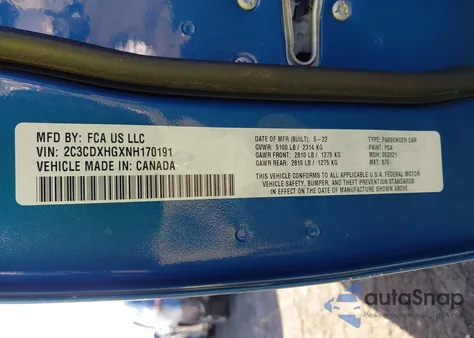 MFD BY: FCA US LLC
VIN: 2C3CDXHGXNH170191
VEHICLE MADE IN: CANADA
DATE OF MFR (BUILT) 5-22
TYPE: PASSENGER CAR
GVWR: 5100 LB / 2314 KG
PAINT: PCA
GAWR FRONT: 2810 LB / 1275 KG
MDH: 052021
GAWR REAR: 2810 LB / 1275 KG
THIS VEHICLE CONFORMS TO ALL APPLICABLE U.S.A. FEDERAL MOTOR
VEHICLE SAFETY, BUMPER, AND THEFT PREVENTION STANDARDS
IN EFFECT ON THE DATE OF MANUFACTURE SHOWN ABOVE.
autoSnap